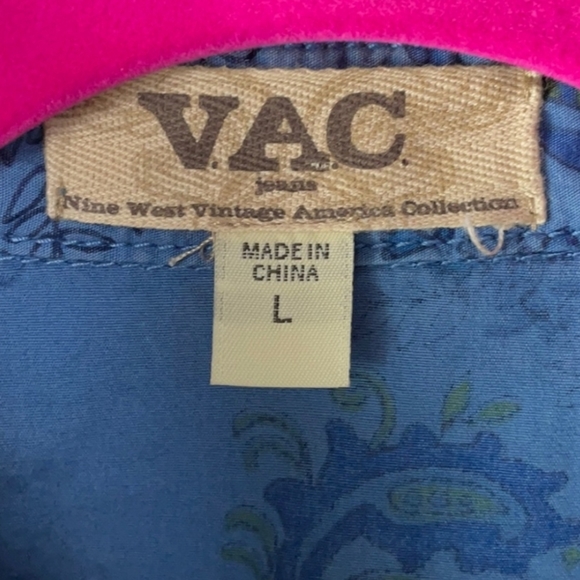 V.A.C.
jeans
Nine West Vintage America Collection
MADE IN
CHINA
L